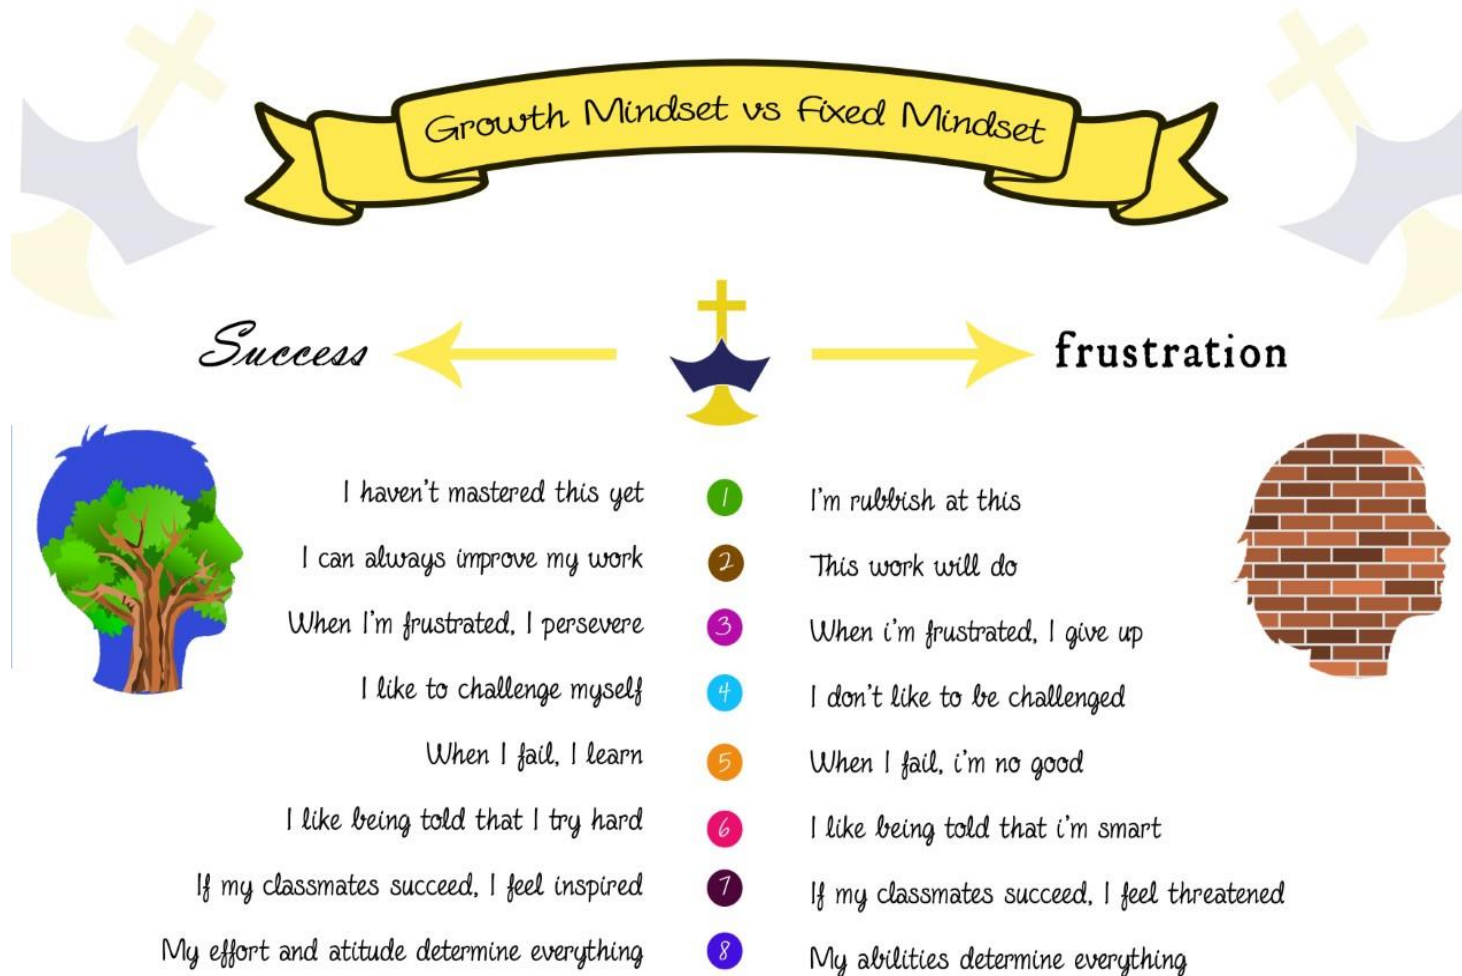 Growth Mindset vs Fixed Mindset
Success
frustration
I haven't mastered this yet
1
I'm rubbish at this
I can always improve my work
2
This work will do
When I'm frustrated, I persevere
3
When i'm frustrated, I give up
I like to challenge myself
4
I don't like to be challenged
When I fail, I learn
5
When I fail, i'm no good
I like being told that I try hard
6
I like being told that i'm smart
If my classmates succeed, I feel inspired
7
If my classmates succeed, I feel threatened
My effort and atitude determine everything
8
My abilities determine everything